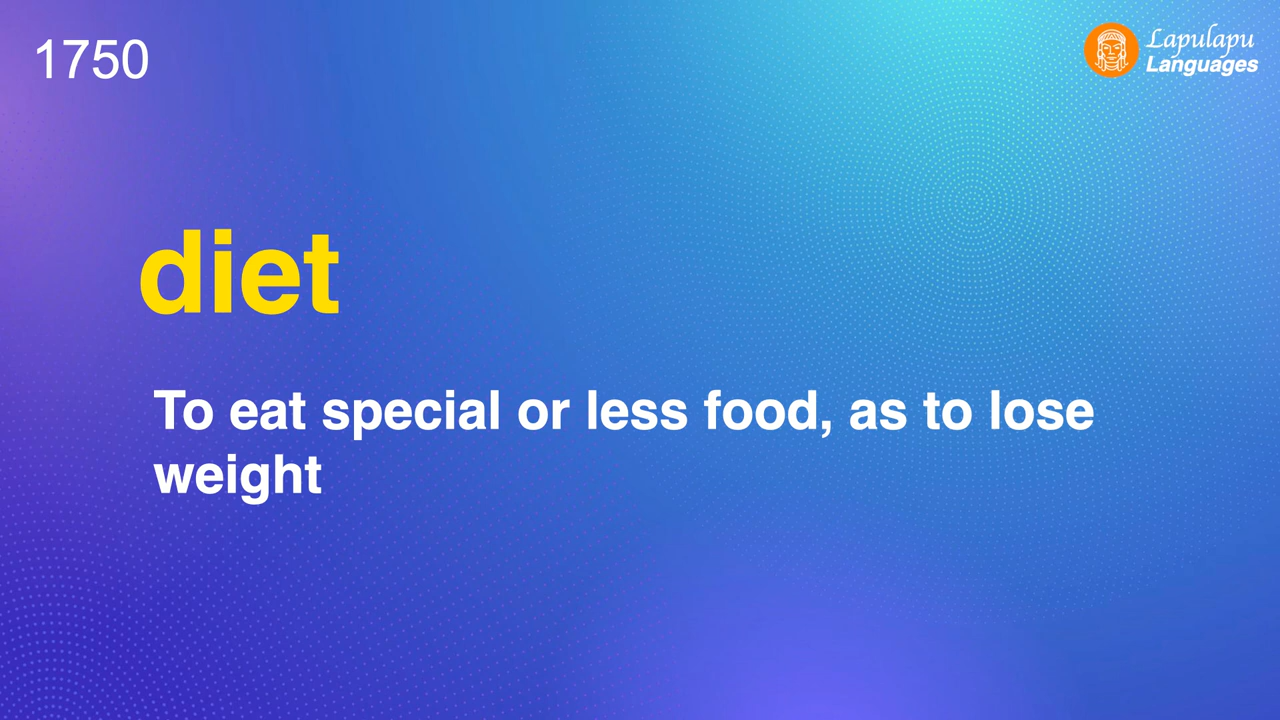 1750
Lapulapu
Languages
diet
To eat special or less food, as to lose
weight